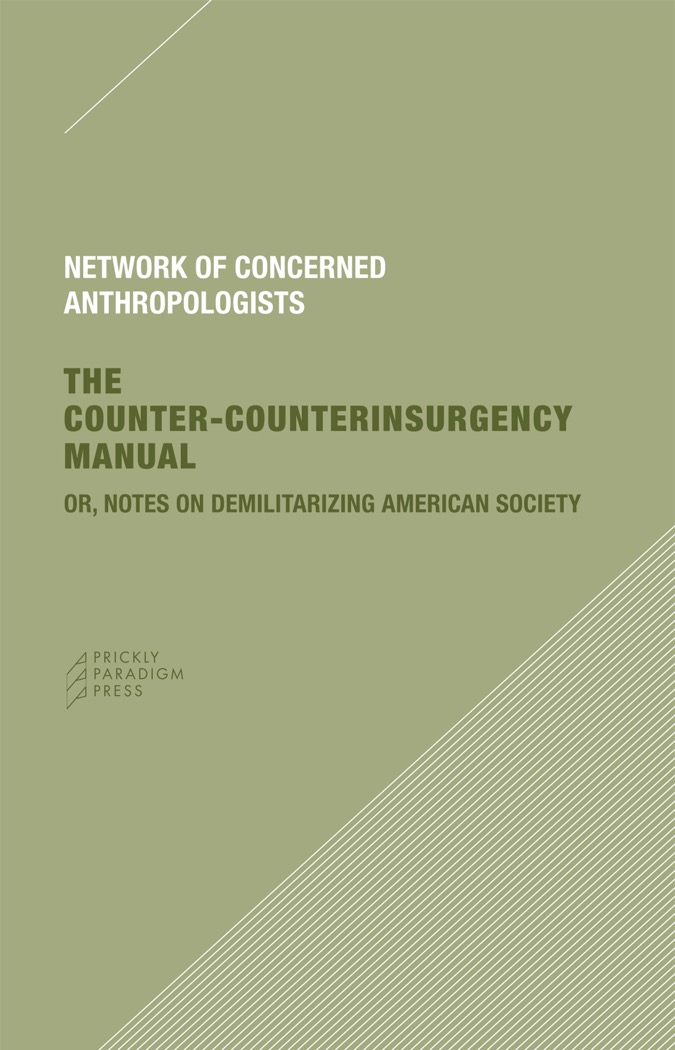 NETWORK OF CONCERNED
ANTHROPOLOGISTS
THE
COUNTER-COUNTERINSURGENCY
MANUAL
OR, NOTES ON DEMILITARIZING AMERICAN SOCIETY
PRICKLY
PARADIGM
PRESS